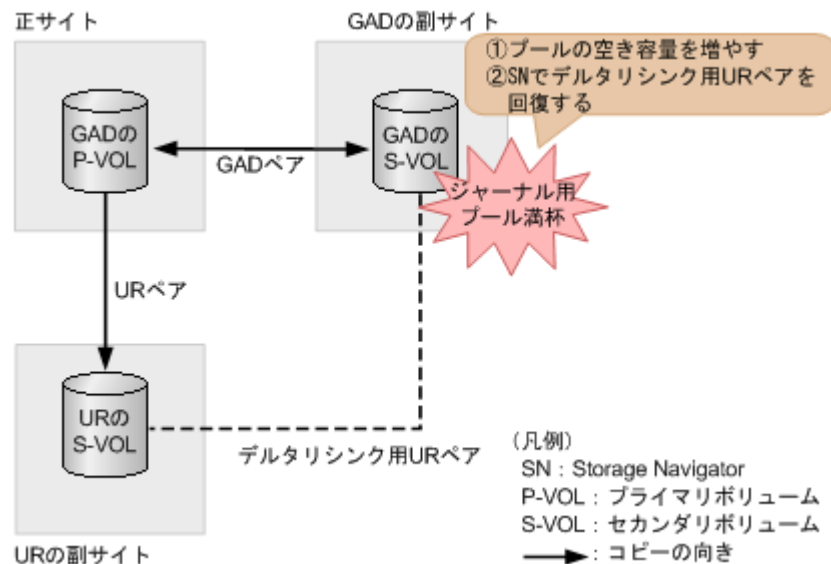 正サイト
GADの副サイト
①プールの空き容量を増やす
②SNでデルタリシンク用URペアを
回復する
GADの
P-VOL
GADペア
GADの
S-VOL
ジャーナル用
プール満杯
URペア
URの
S-VOL
デルタリシンク用URペア
URの副サイト
（凡例）
SN：Storage Navigator
P-VOL：プライマリボリューム
S-VOL：セカンダリボリューム
：コピーの向き